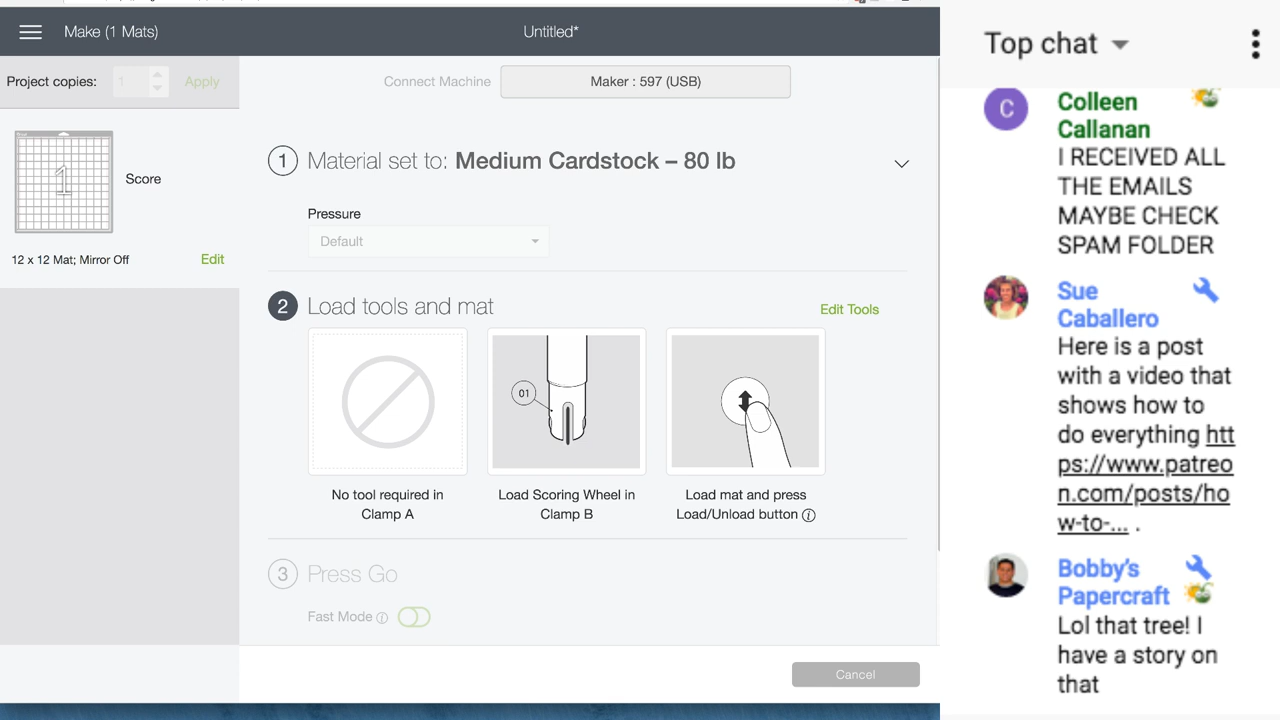 Make (1 Mats)
Untitled*
Project copies:
1
Apply
1
Score
12 x 12 Mat; Mirror Off
Edit
Connect Machine
Maker : 597 (USB)
1
Material set to: Medium Cardstock – 80 lb
Pressure
Default
2
Load tools and mat
Edit Tools
01
No tool required in
Clamp A
Load Scoring Wheel in
Clamp B
Load mat and press
Load/Unload button i
3
Press Go
Fast Mode i
Cancel
Top chat
C
Colleen
Callanan
I RECEIVED ALL
THE EMAILS
MAYBE CHECK
SPAM FOLDER
Sue
Caballero
Here is a post
with a video that
shows how to
do everything htt
ps://www.patreo
n.com/posts/ho
w-to-... .
Bobby's
Papercraft
Lol that tree! I
have a story on
that